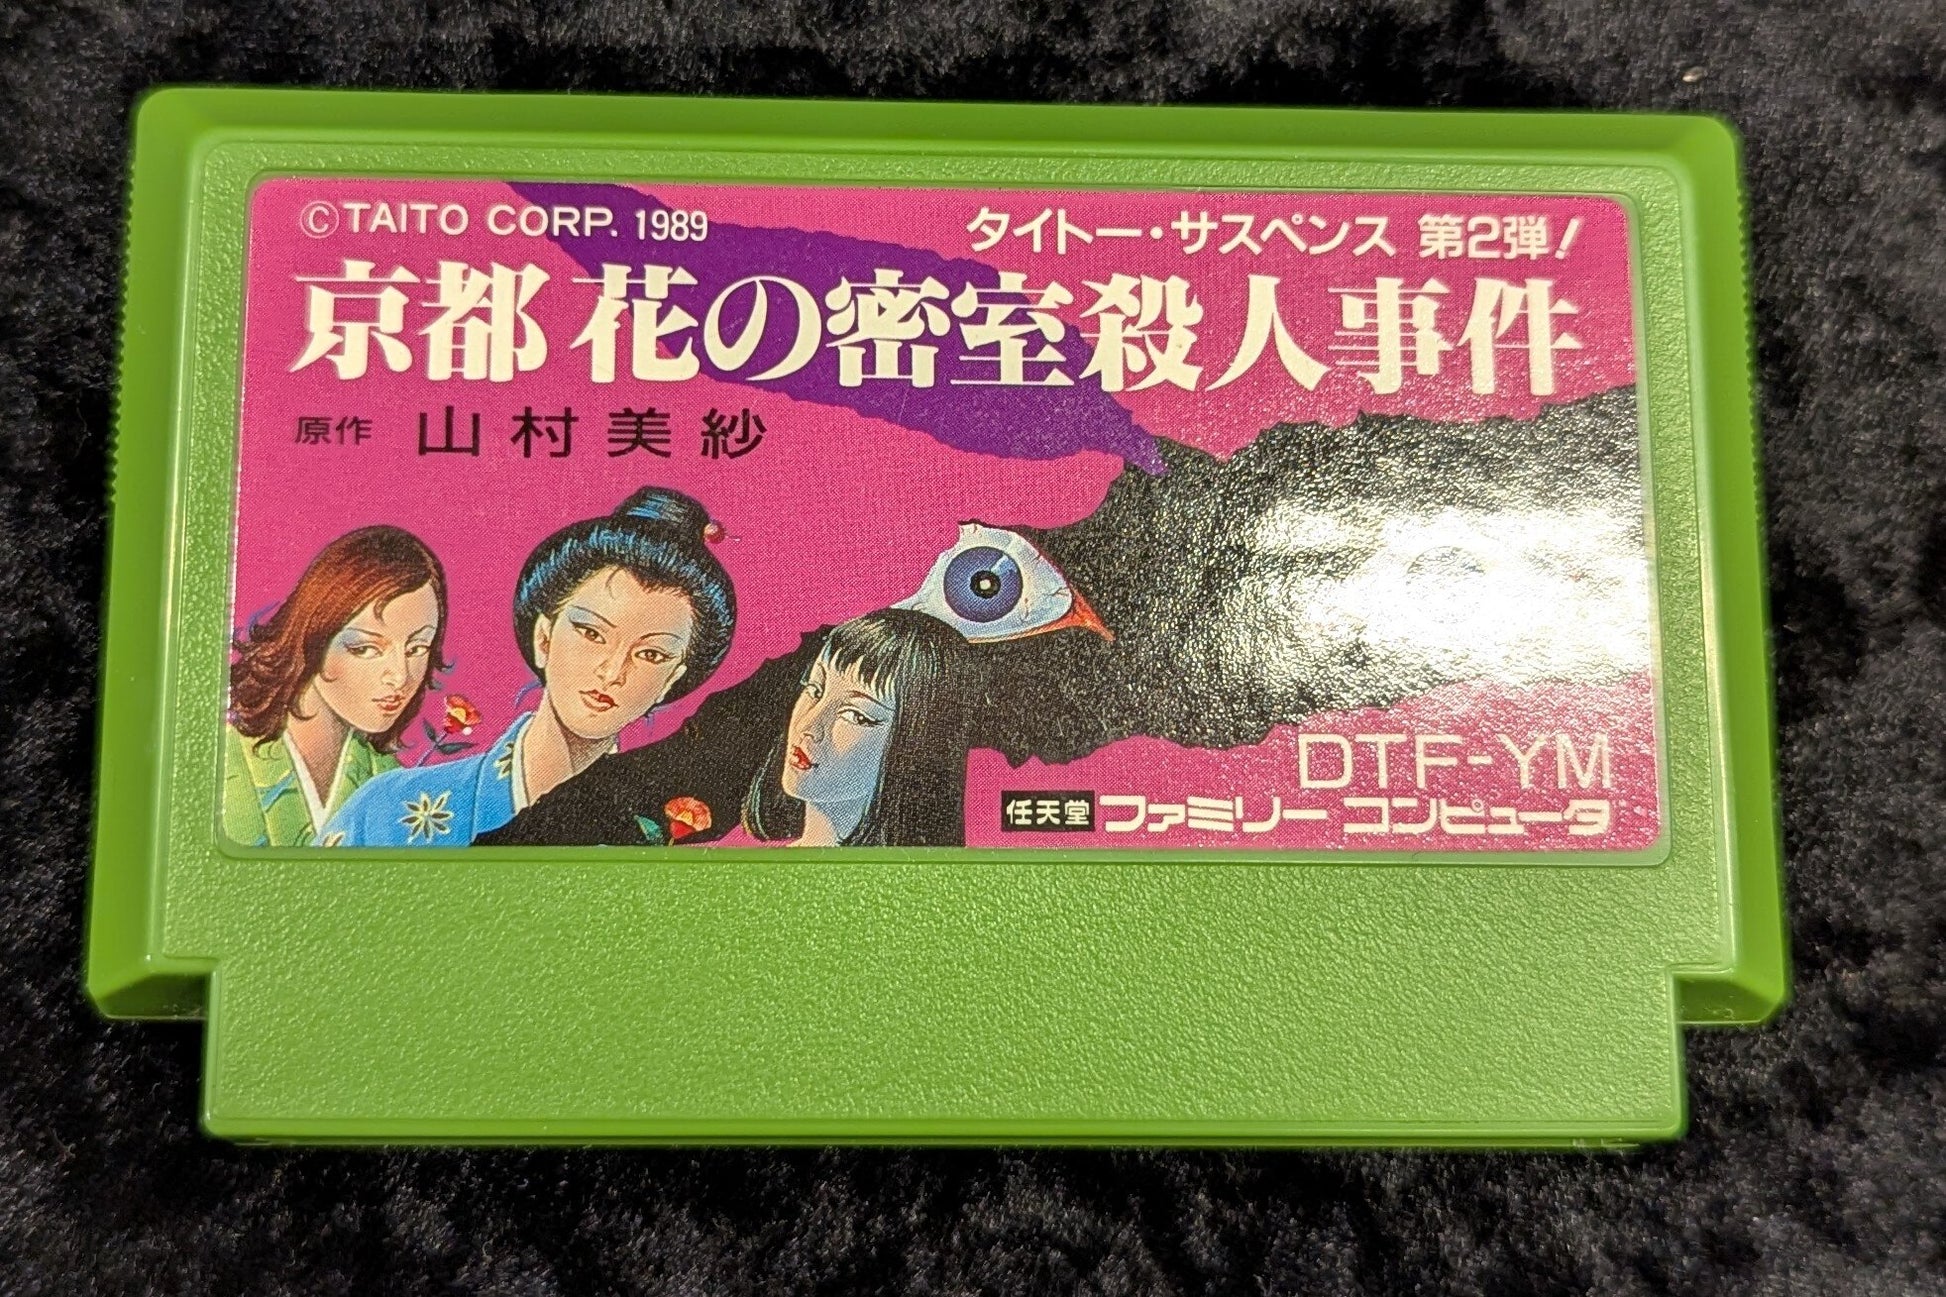 ©TAITO CORP. 1989
タイトー・サスペンス 第2弾!
京都 花の密室殺人事件
原作 山村美紗
DTF-YM
任天堂 ファミリーコンピュータ